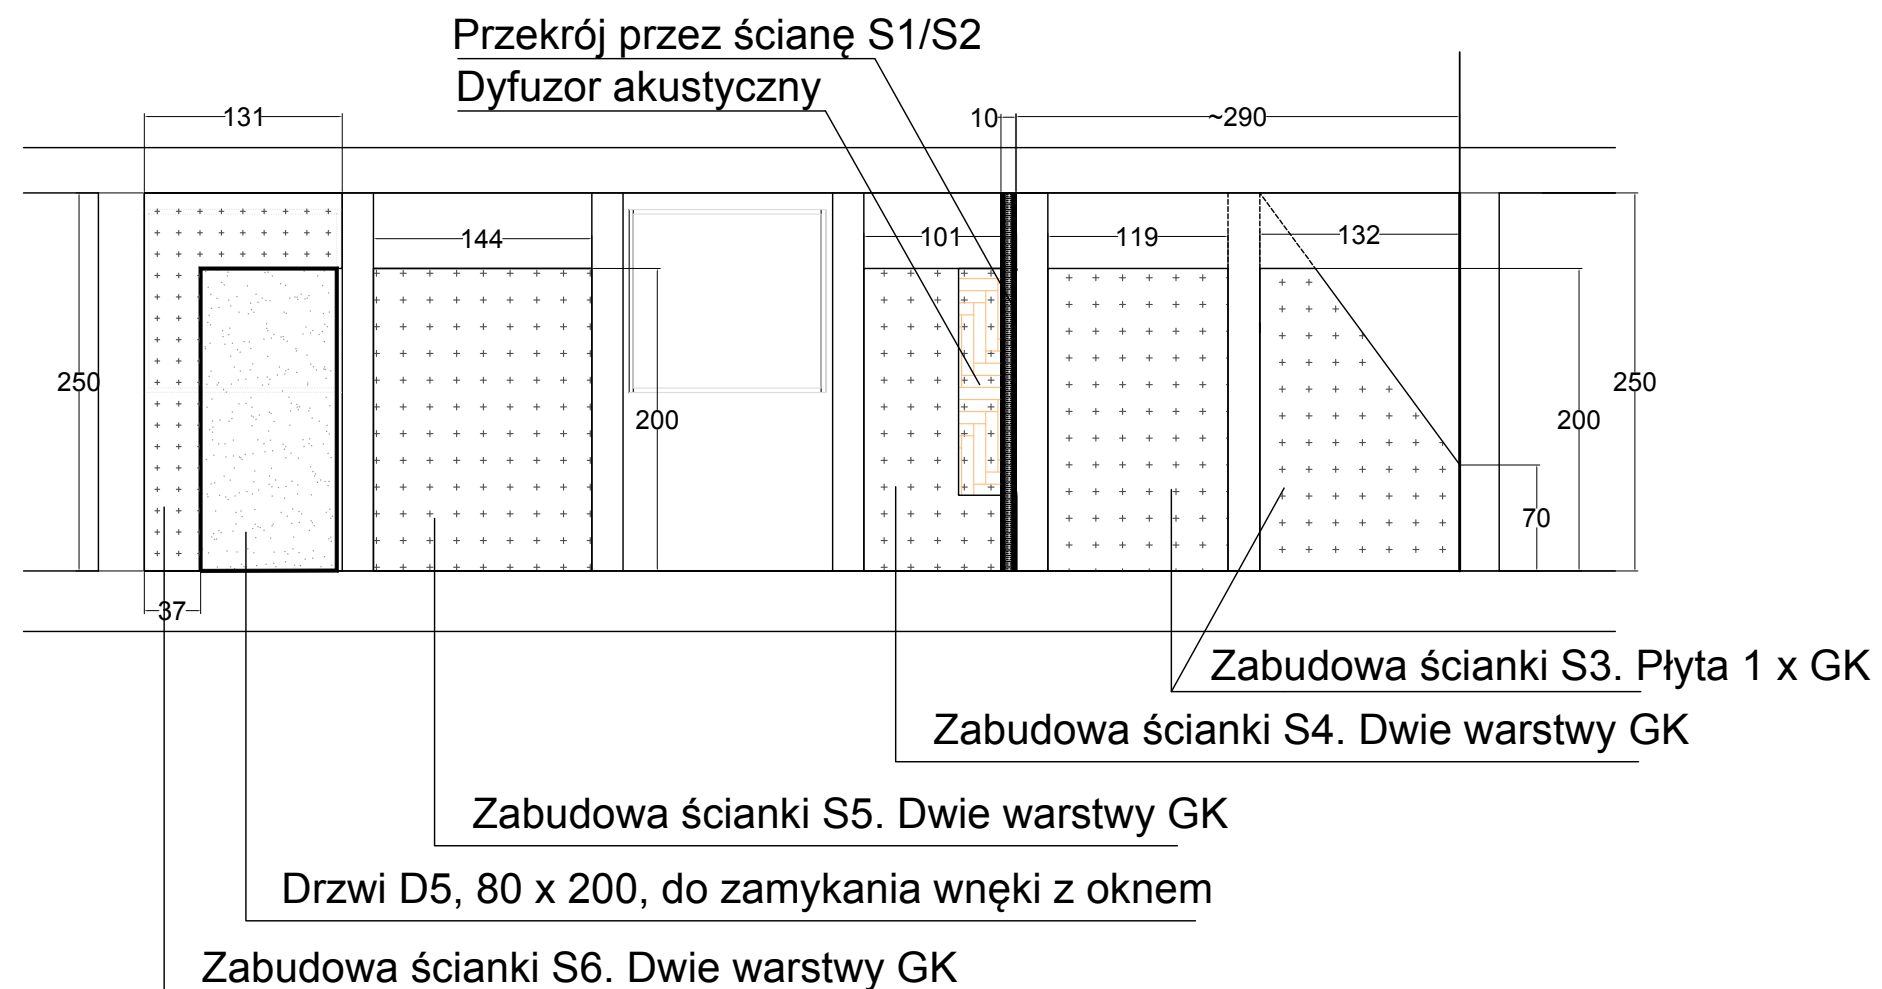 Przekrój przez ścianę S1/S2
Dyfuzor akustyczny
131
10
~290
144
101
119
132
250
200
250
200
70
37
Zabudowa ścianki S3. Płyta 1 x GK
Zabudowa ścianki S4. Dwie warstwy GK
Zabudowa ścianki S5. Dwie warstwy GK
Drzwi D5, 80 x 200, do zamykania wnęki z oknem
Zabudowa ścianki S6. Dwie warstwy GK